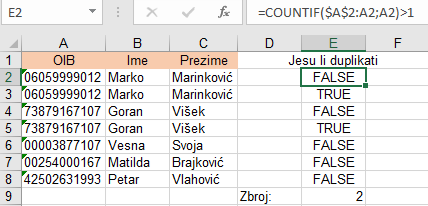 E2 =COUNTIF($A$2:A2;A2)>1
A B C D E F
1 OIB Ime Prezime Jesu li duplikati
2 06059999012 Marko Marinković FALSE
3 06059999012 Marko Marinković TRUE
4 73879167107 Goran Višek FALSE
5 73879167107 Goran Višek TRUE
6 00003877107 Vesna Svoja FALSE
7 00254000167 Matilda Brajković FALSE
8 42502631993 Petar Vlahović FALSE
9 Zbroj: 2